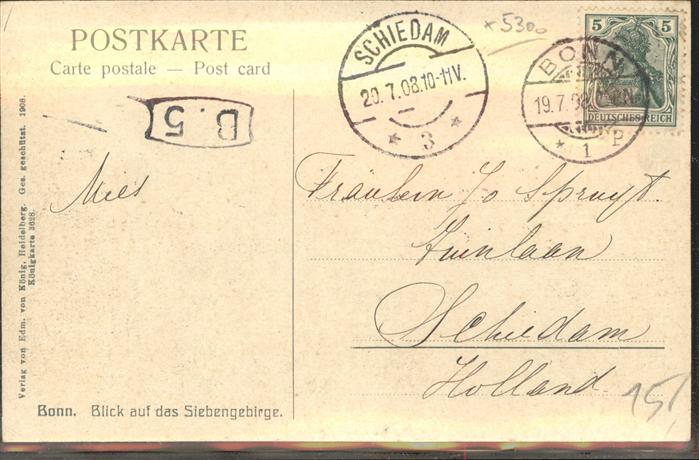 POSTKARTE
Carte postale — Post card
B. 5
SCHIEDAM
20.7.08.10-11V.
* 3 *
×5300
BONN
19.7.08
* 1 P
5 5
DEUTSCHES REICH
Fräulein Jo Spruyt.
Tuinlaan
Schiedam
Holland
Bonn. Blick auf das Siebengebirge.
Verlag von Edm. von König, Heidelberg. Ges. geschützt. 1908.
Königkarte 3628.